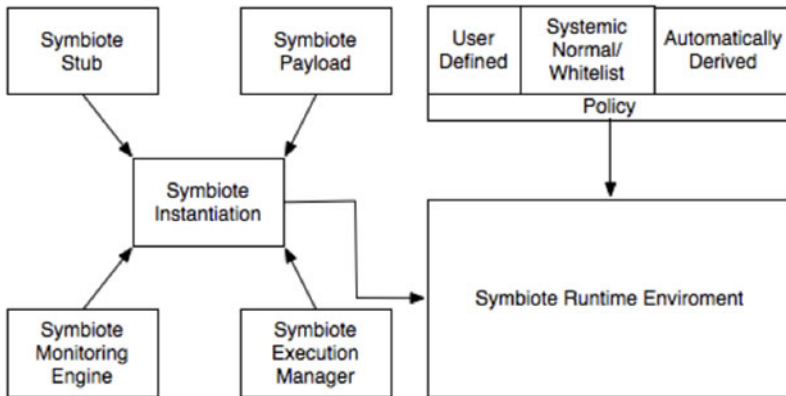 Symbiote
Stub
Symbiote
Payload
User
Defined
Systemic
Normal/
Whitelist
Automatically
Derived
Policy
Symbiote
Instantiation
Symbiote
Monitoring
Engine
Symbiote
Execution
Manager
Symbiote Runtime Enviroment